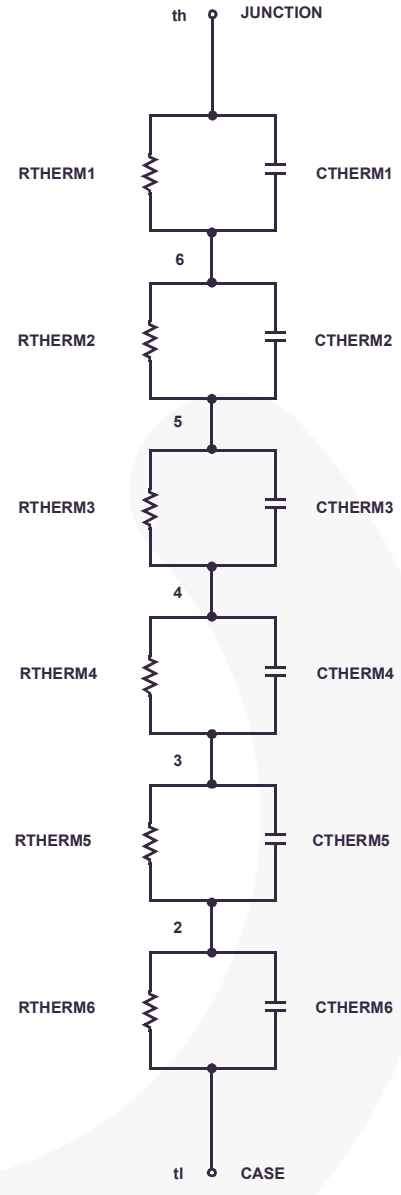 th JUNCTION
RTHERM1 CTHERM1
6
RTHERM2 CTHERM2
5
RTHERM3 CTHERM3
4
RTHERM4 CTHERM4
3
RTHERM5 CTHERM5
2
RTHERM6 CTHERM6
tl CASE